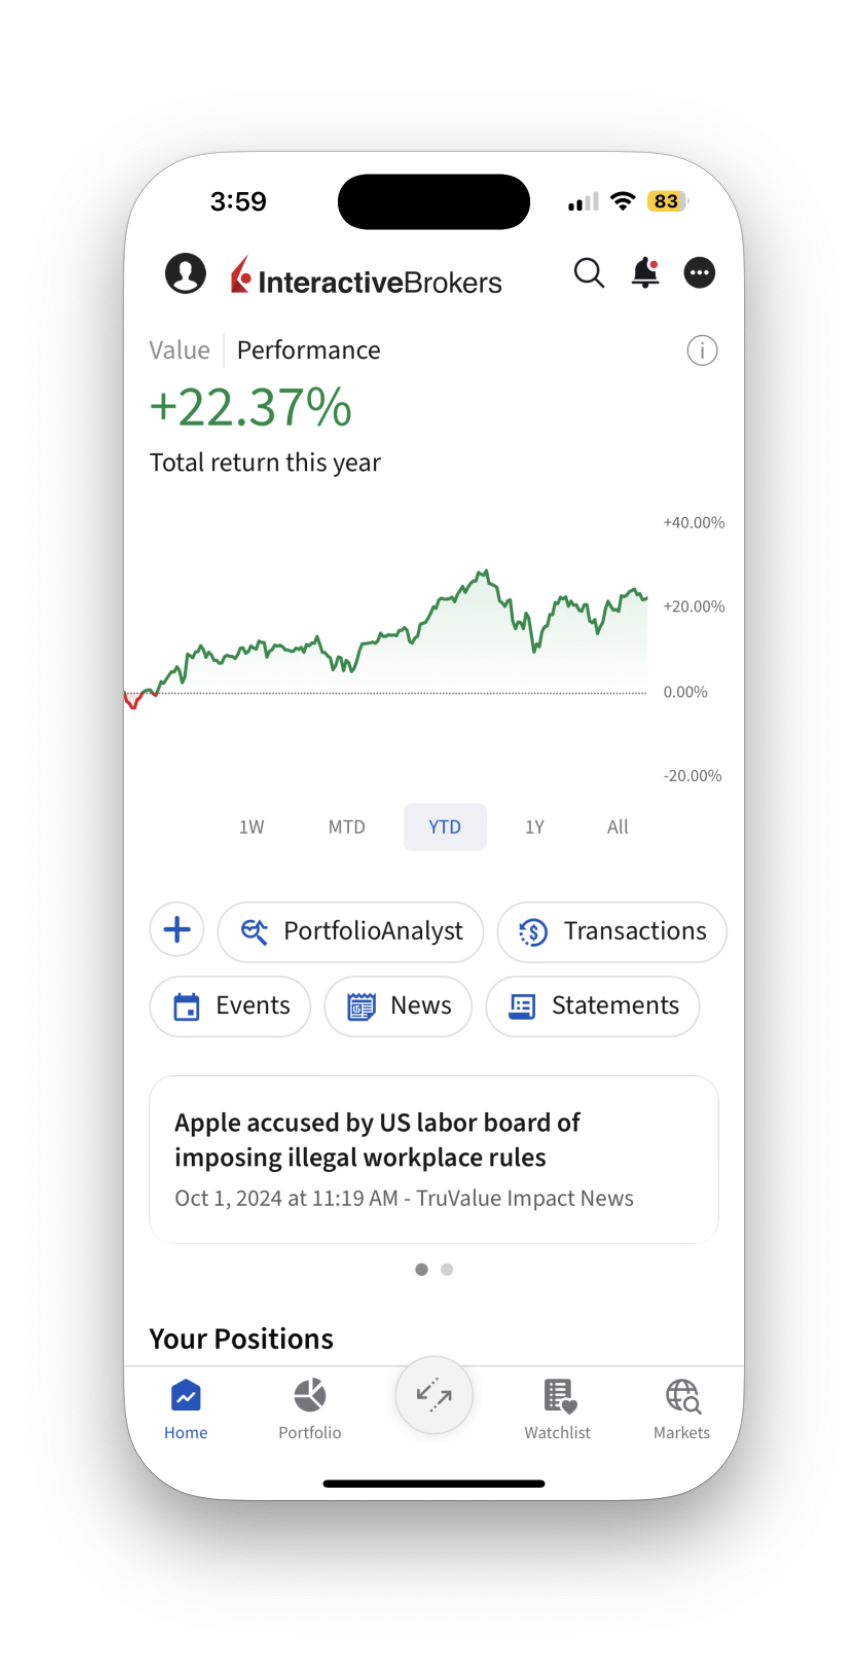 3:59
83
InteractiveBrokers
Value Performance
+22.37%
Total return this year
+40.00%
+20.00%
0.00%
-20.00%
1W MTD YTD 1Y All
PortfolioAnalyst Transactions
Events News Statements
Apple accused by US labor board of
imposing illegal workplace rules
Oct 1, 2024 at 11:19 AM - TruValue Impact News
Your Positions
Home Portfolio Watchlist Markets